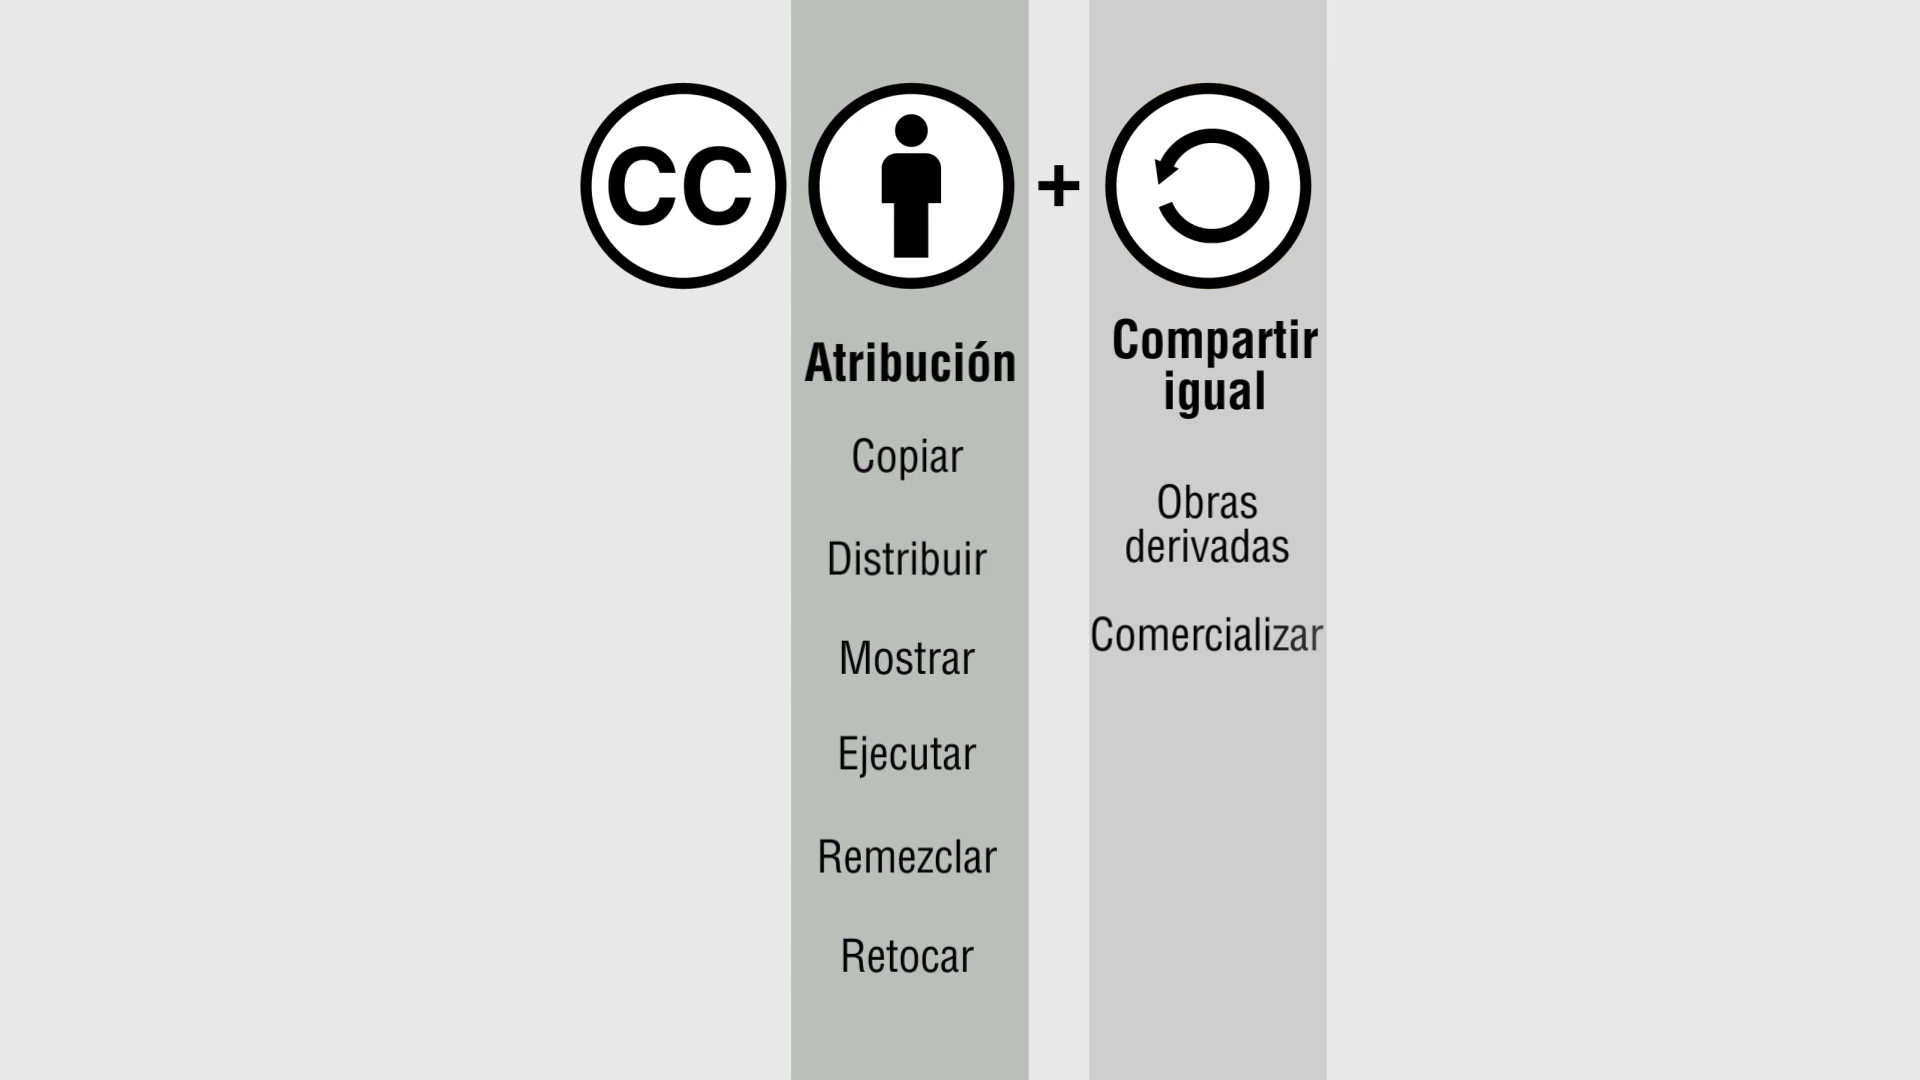 CC
+
Atribución
Copiar
Distribuir
Mostrar
Ejecutar
Remezclar
Retocar
Compartir
igual
Obras
derivadas
Comercializar